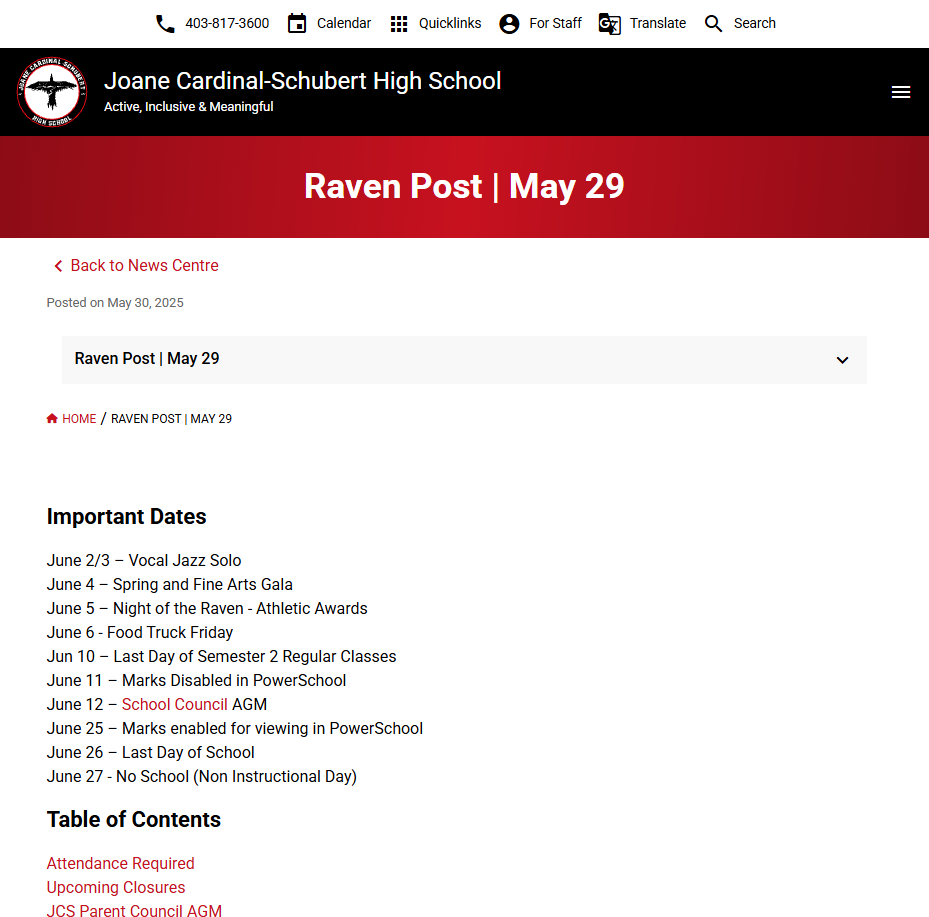 403-817-3600 Calendar Quicklinks For Staff Translate Search
JOANE CARDINAL-SCHUBERT
HIGH SCHOOL
Joane Cardinal-Schubert High School
Active, Inclusive & Meaningful
Raven Post | May 29
Back to News Centre
Posted on May 30, 2025
Raven Post | May 29
HOME / RAVEN POST | MAY 29
Important Dates
June 2/3 – Vocal Jazz Solo
June 4 – Spring and Fine Arts Gala
June 5 – Night of the Raven - Athletic Awards
June 6 - Food Truck Friday
Jun 10 – Last Day of Semester 2 Regular Classes
June 11 – Marks Disabled in PowerSchool
June 12 – School Council AGM
June 25 – Marks enabled for viewing in PowerSchool
June 26 – Last Day of School
June 27 - No School (Non Instructional Day)
Table of Contents
Attendance Required
Upcoming Closures
JCS Parent Council AGM